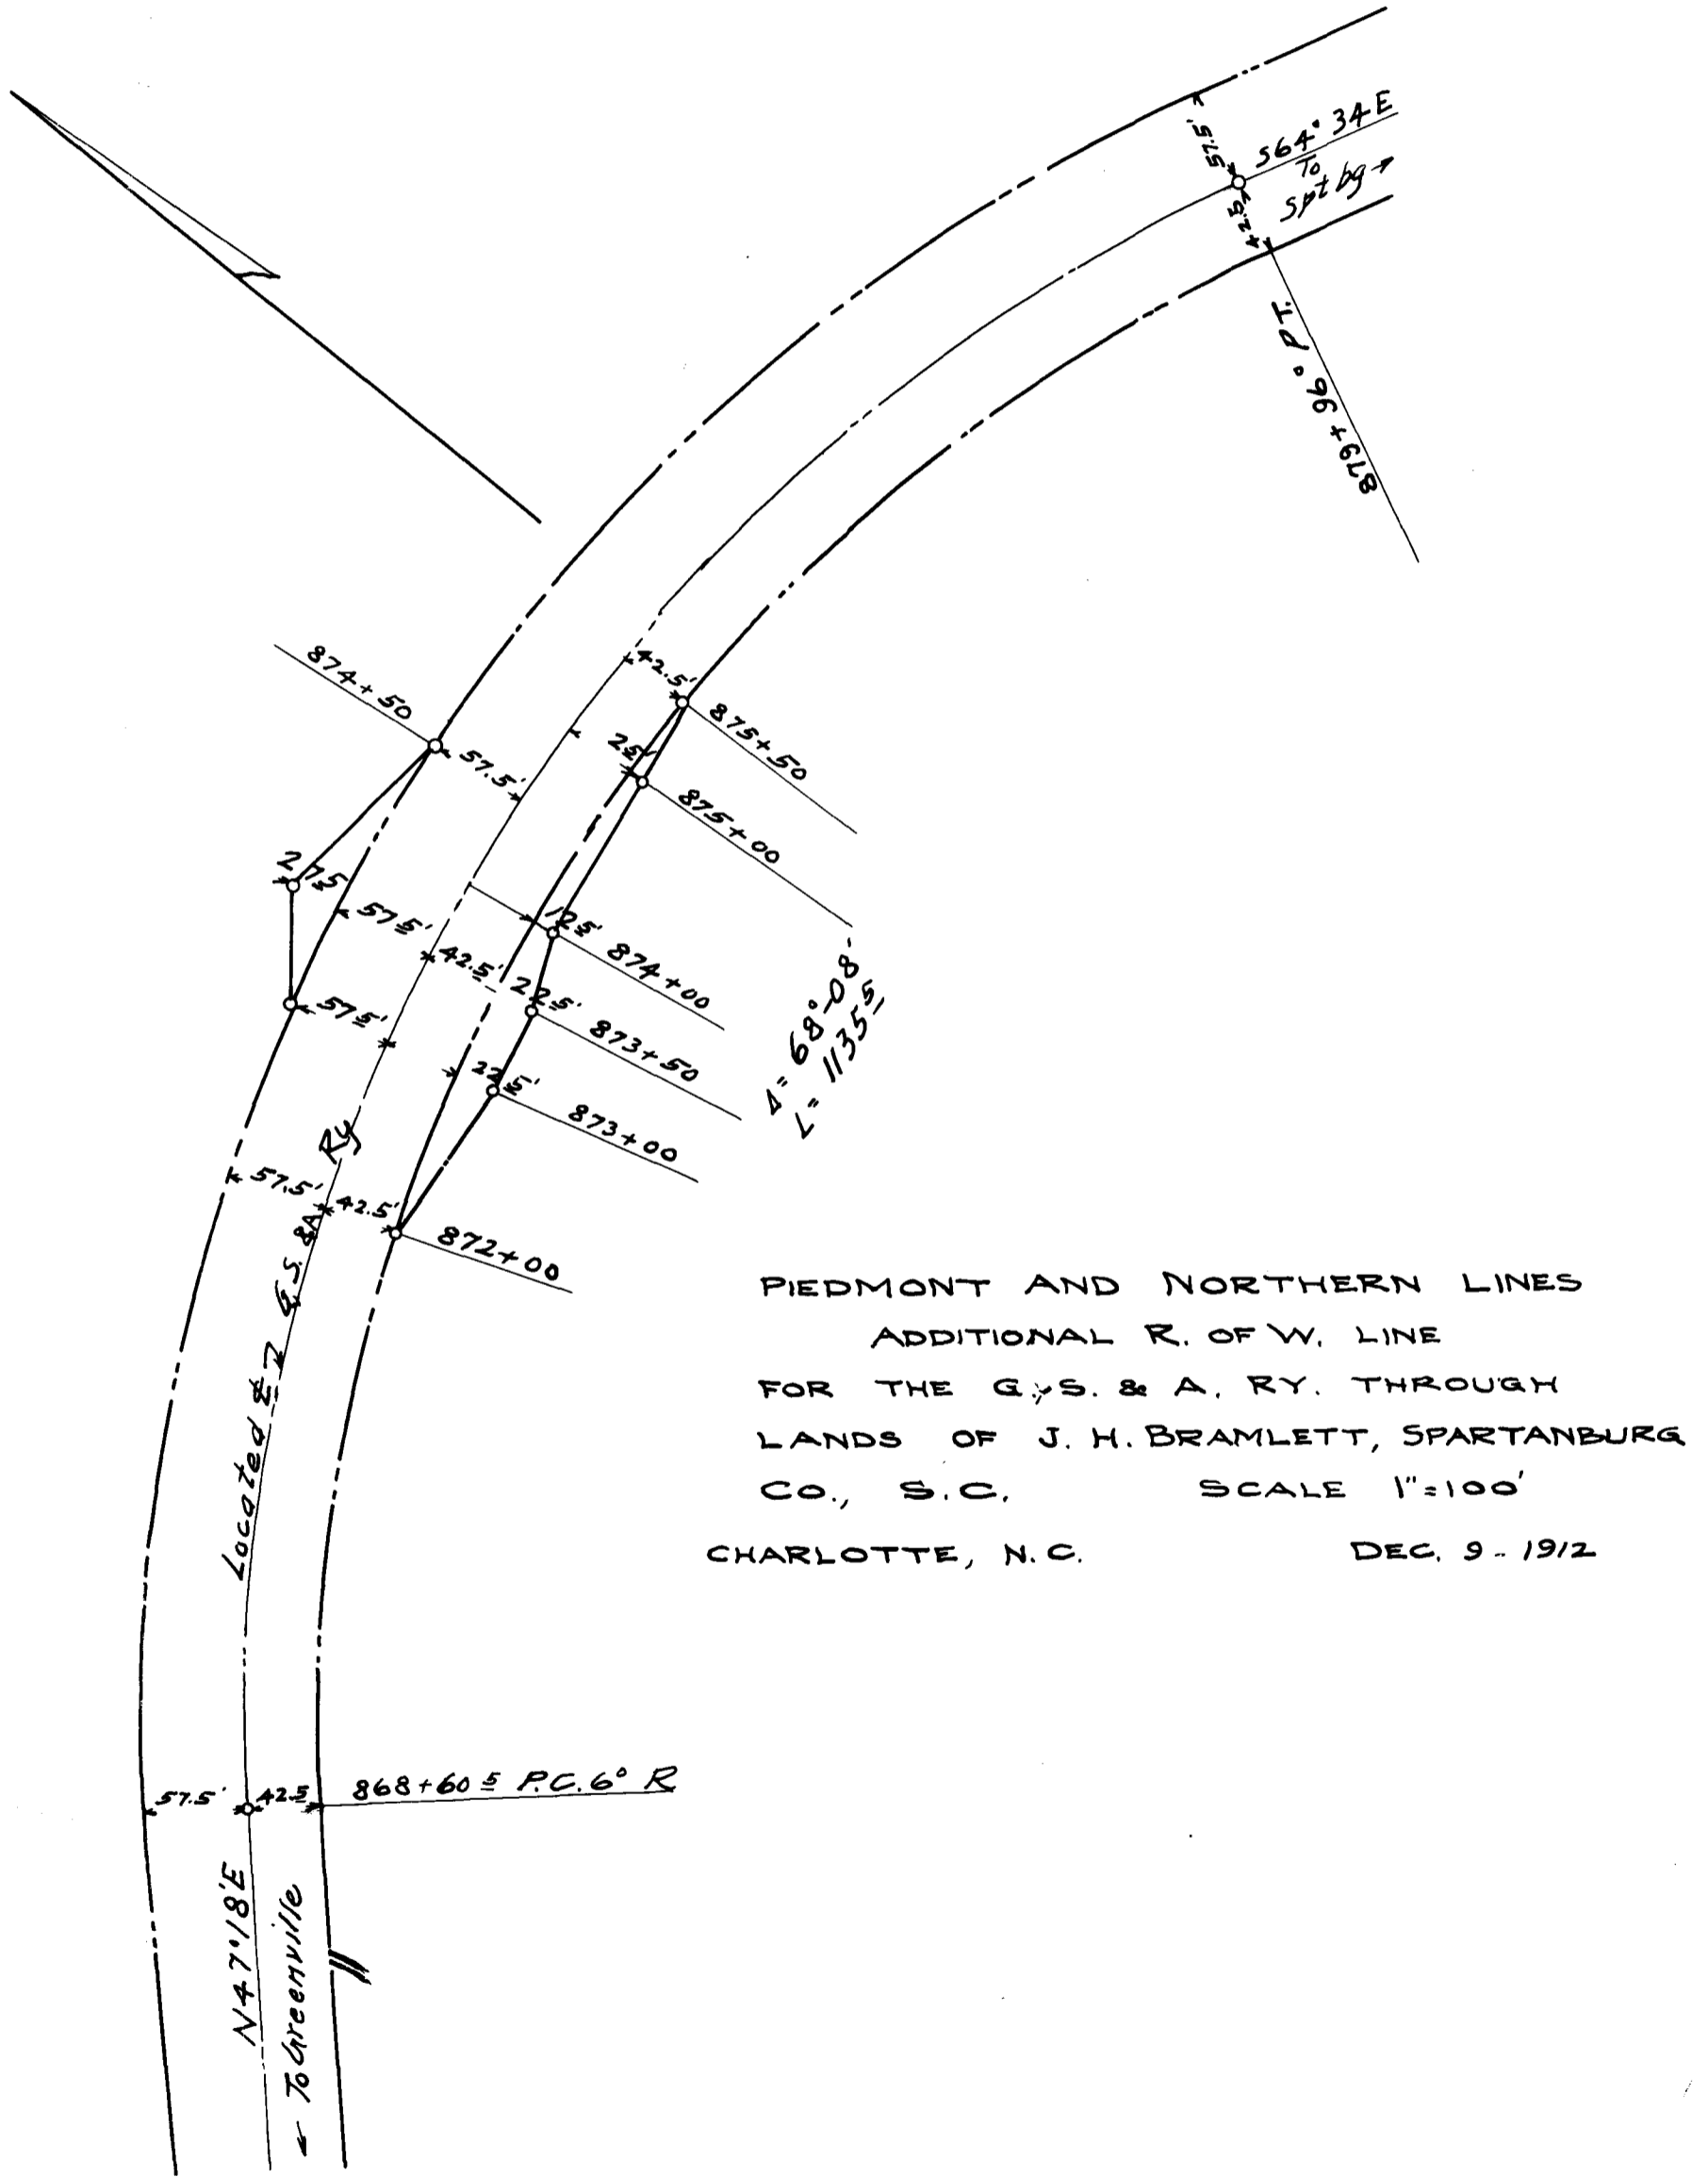 57.5'
S64° 34E
To
Spt bg
42.5
879+96° P.T.
874+50
42.5'
57.5'
875+50
25'
875+00
27.5
57.5'
12.5'
42.5'
874+00
22.5'
57.5'
873+50
Δ = 68°-08'
L = 1135.5
22.5'
873+00
57.5'
42.5'
872+00
Located ℄ G.S. &A Ry
PIEDMONT AND NORTHERN LINES
ADDITIONAL R. OF W. LINE
FOR THE G., S. & A. RY. THROUGH
LANDS OF J. H. BRAMLETT, SPARTANBURG
CO., S.C. SCALE 1"=100'
CHARLOTTE, N.C. DEC. 9 - 1912
57.5'
42.5
868+60.5 P.C. 6° R
N47°18'E
To Greenville